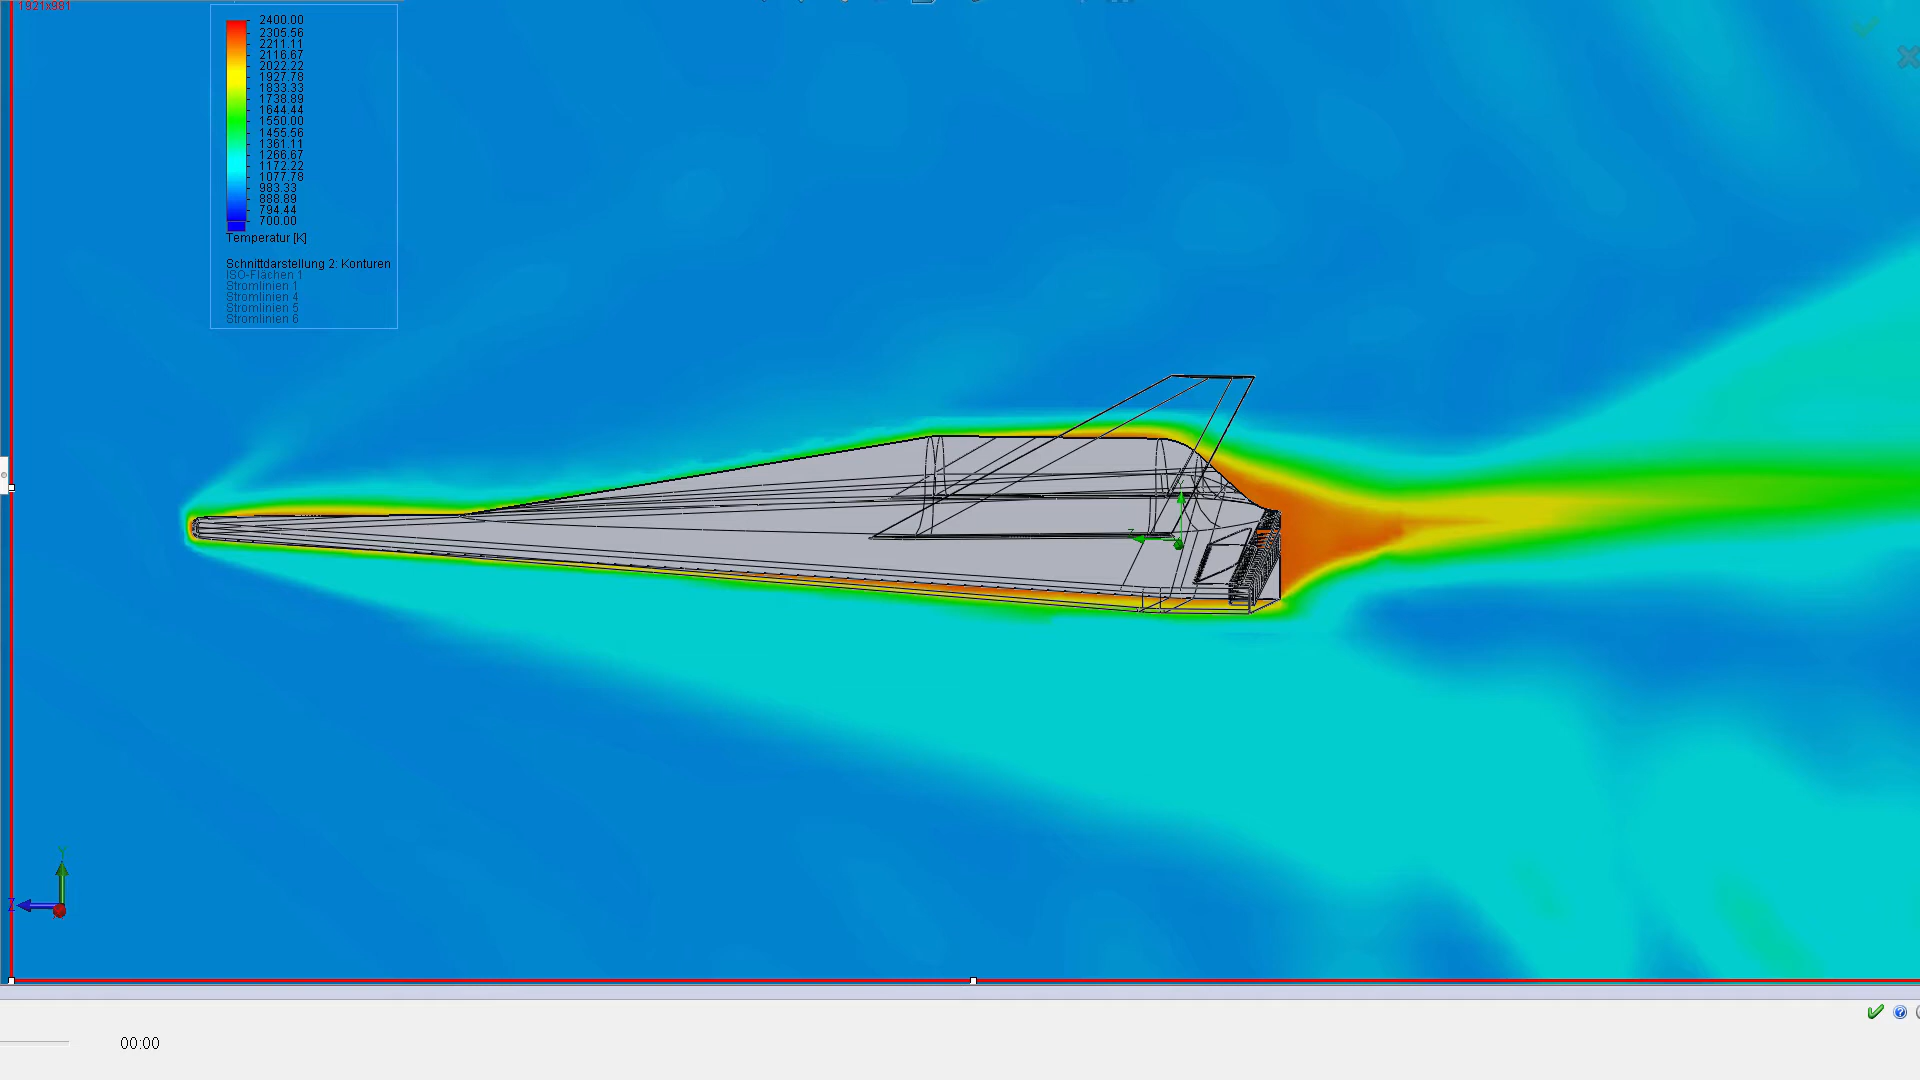 1921x981
2400.00
2305.56
2211.11
2116.67
2022.22
1927.78
1833.33
1738.89
1644.44
1550.00
1455.56
1361.11
1266.67
1172.22
1077.78
983.33
888.89
794.44
700.00
Temperatur [K]
Schnittdarstellung 2: Konturen
ISO-Flächen 1
Stromlinien 1
Stromlinien 4
Stromlinien 5
Stromlinien 6
Z
Y
Z
00:00